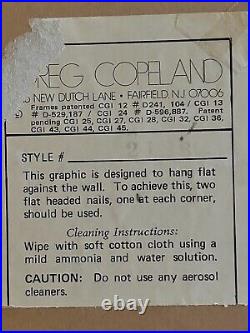 REG COPELAND
NEW DUTCH LANE • FAIRFIELD, NJ 07006
Frames patented CGI 12 # D241, 104 / CGI 13
# D-529,187 / CGI 24 # D-596,887. Patent
pending CGI 25, CGI 27, CGI 28, CGI 32, CGI 36,
CGI 43, CGI 44, CGI 45.
STYLE #
This graphic is designed to hang flat
against the wall. To achieve this, two
flat headed nails, one at each corner,
should be used.
Cleaning Instructions:
Wipe with soft cotton cloth using a
mild ammonia and water solution.
CAUTION: Do not use any aerosol
cleaners.